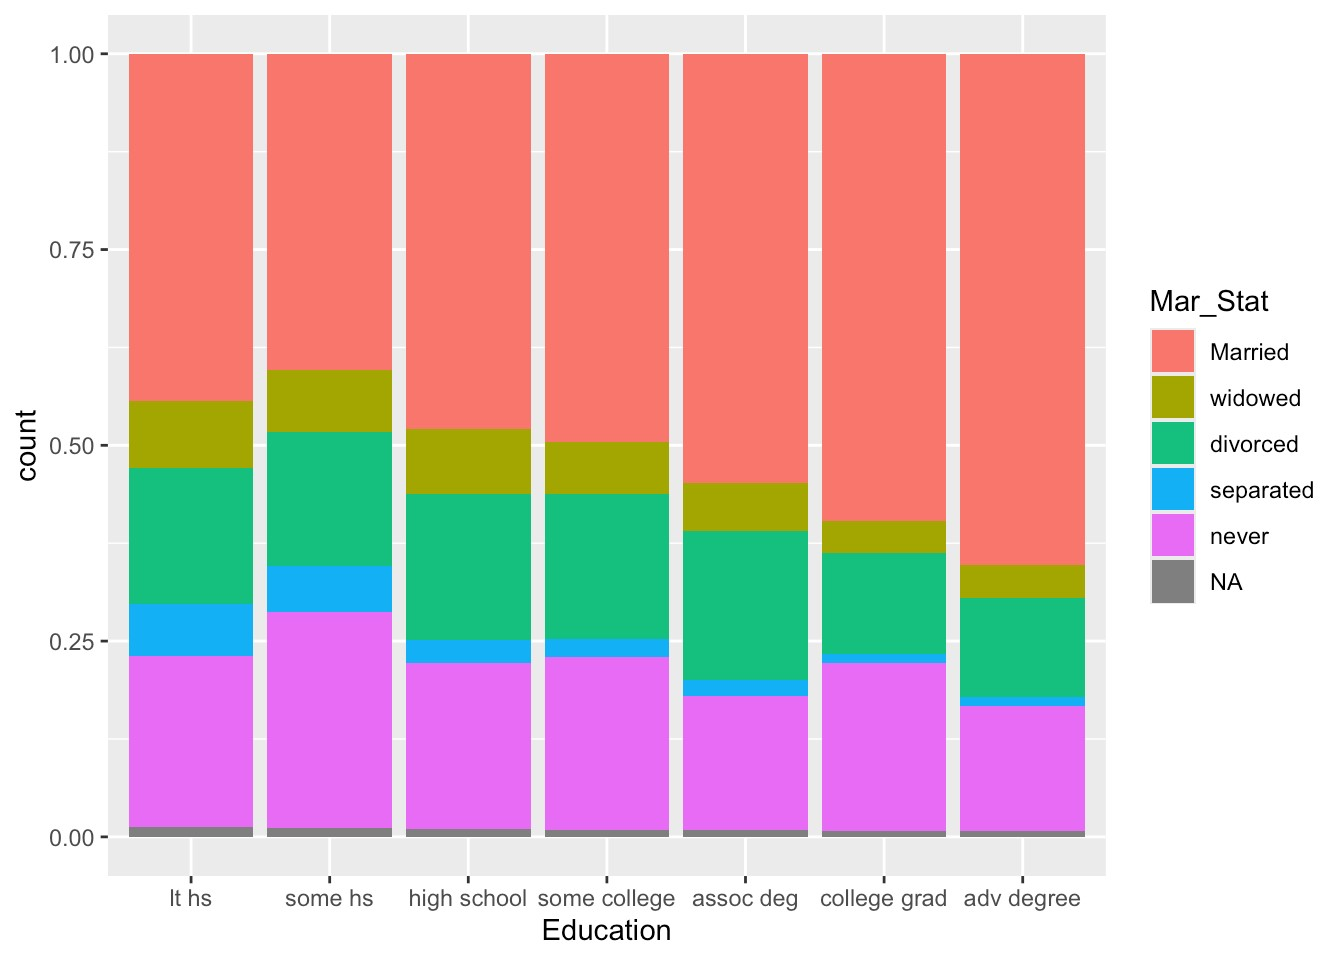 1.00
0.75
0.50
0.25
0.00
count
lt hs some hs high school some college assoc deg college grad adv degree
Education
Mar_Stat
Married
widowed
divorced
separated
never
NA